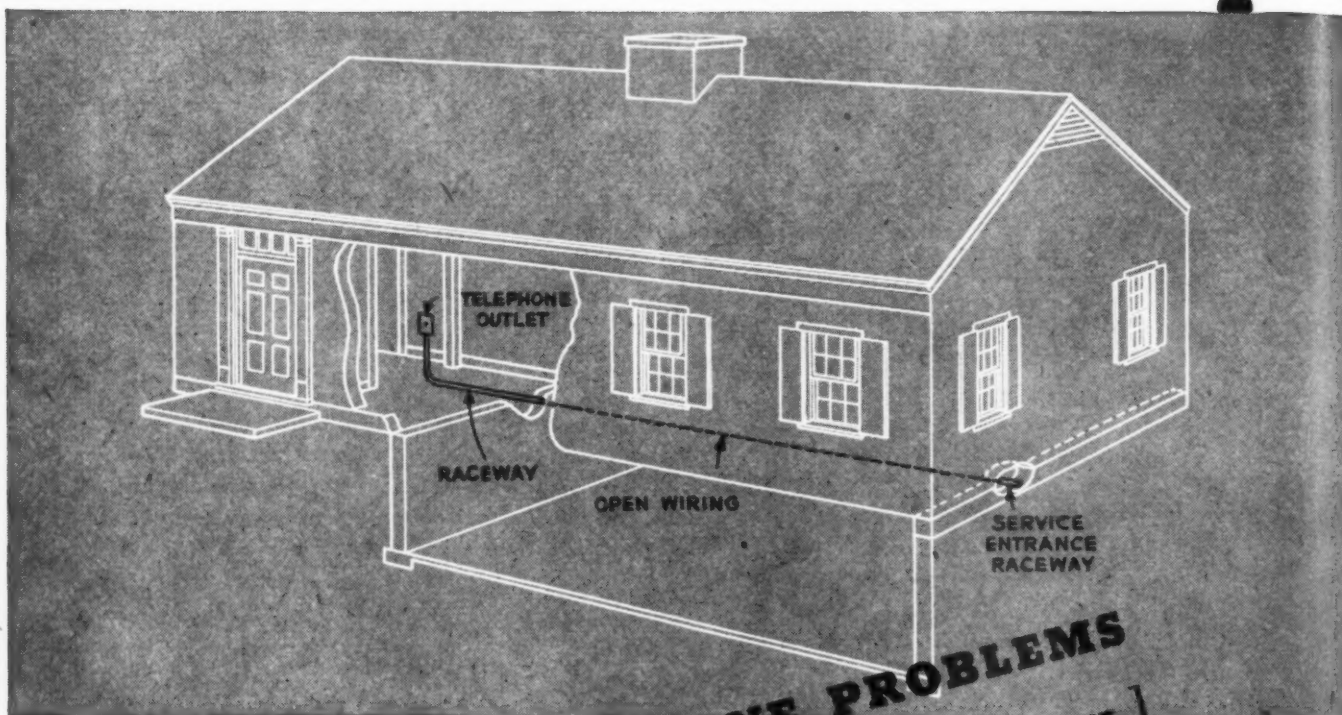 TELEPHONE
OUTLET
RACEWAY
OPEN WIRING
SERVICE
ENTRANCE
RACEWAY
PROBLEMS